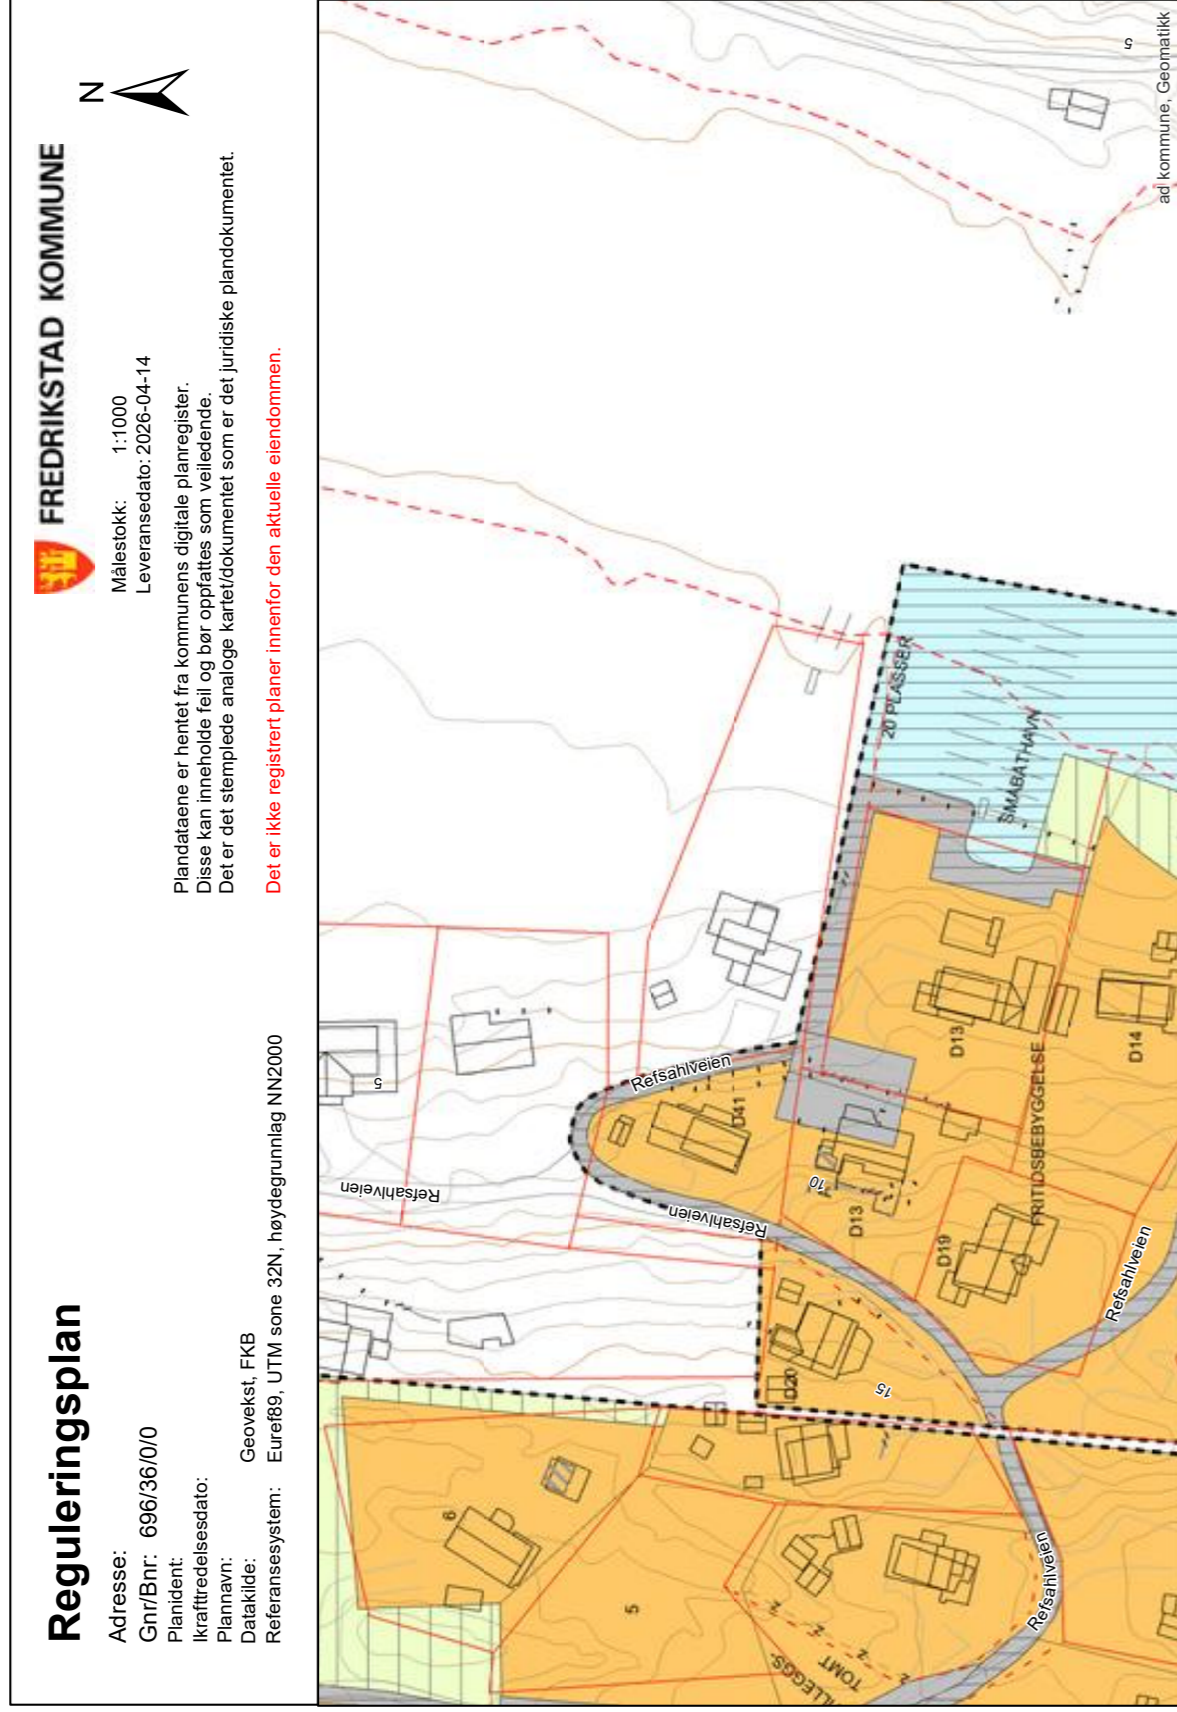 Reguleringsplan
Adresse:
Gnr/Bnr: 696/36/0/0
Planident:
Ikrafttredelsesdato:
Plannavn:
Datakilde: Geovekst, FKB
Referansesystem: Euref89, UTM sone 32N, høydegrunnlag NN2000
FREDRIKSTAD KOMMUNE
N
Målestokk: 1:1000
Leveransedato: 2026-04-14
Plandataene er hentet fra kommunens digitale planregister.
Disse kan inneholde feil og bør oppfattes som veiledende.
Det er det stemplede analoge kartet/dokumentet som er det juridiske plandokumentet.
Det er ikke registrert planer innenfor den aktuelle eiendommen.
5
Refsahlveien
Refsahlveien
Refsahlveien
D41
6
5
D20
15
10
D13
D13
D19
D14
FRITIDSBEBYGGELSE
20 PLASSER
SMÅBÅTHAVN
Refsahlveien
Refsahlveien
ILLEGGS-
TOMT
5
ad kommune, Geomatikk